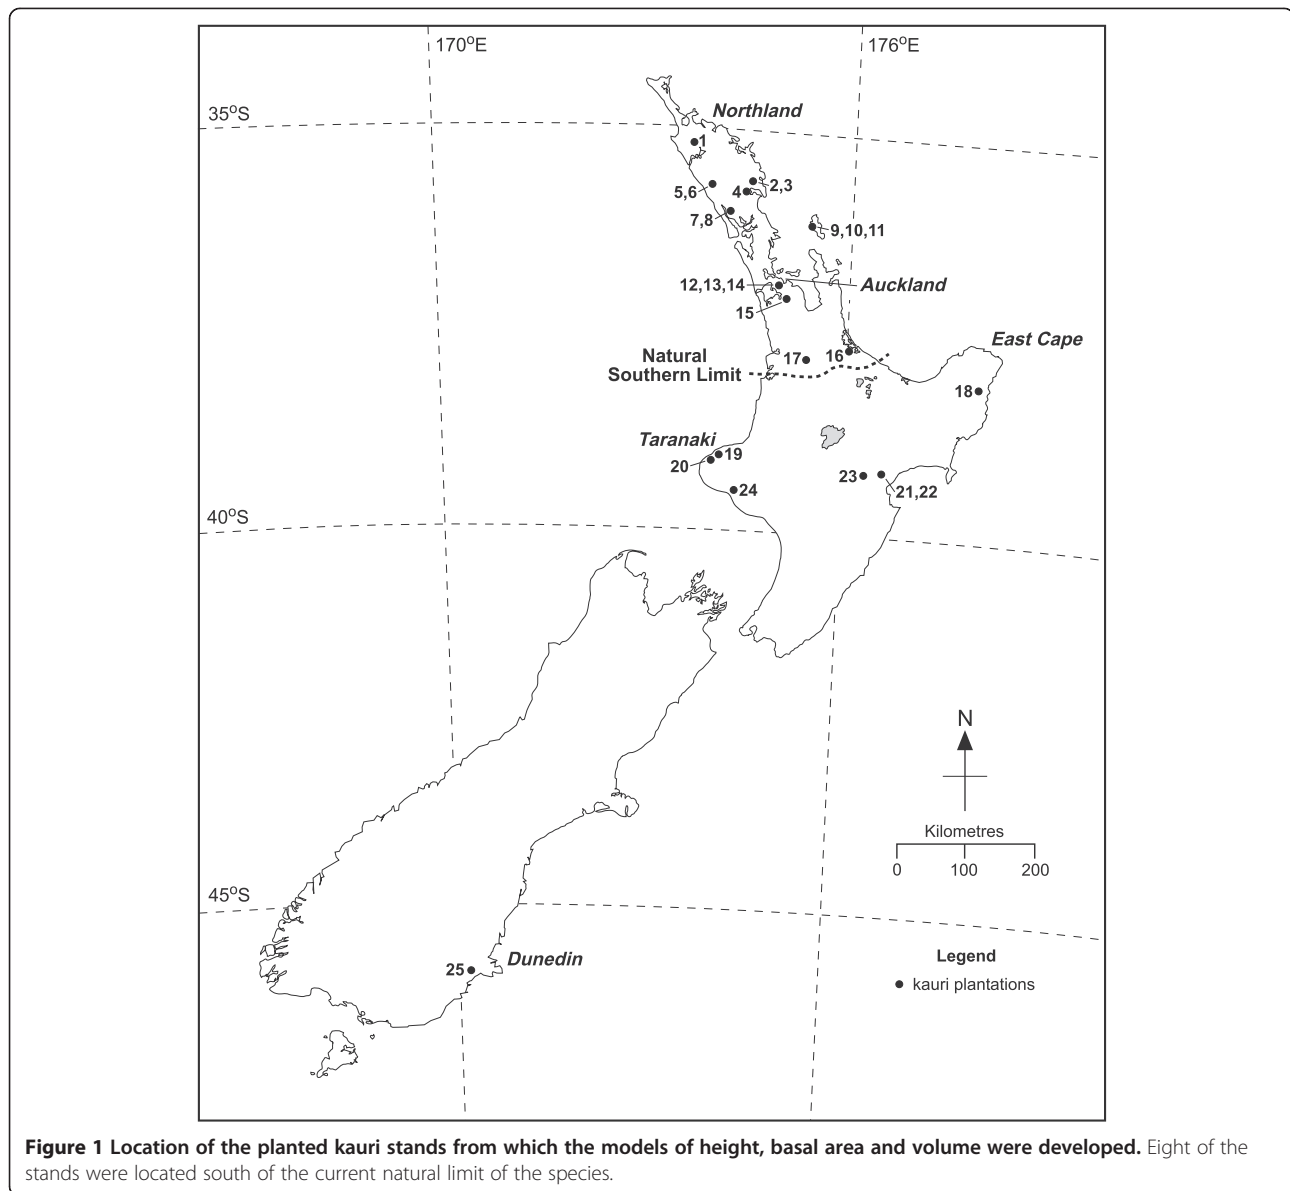 170°E
176°E
35°S
Northland
1
2,3
4
5,6
7,8
9,10,11
12,13,14
Auckland
15
East Cape
Natural
Southern Limit
17
16
18
Taranaki
19
20
24
23
21,22
40°S
N
Kilometres
0 100 200
45°S
Dunedin
25
Legend
kauri plantations
Figure 1 Location of the planted kauri stands from which the models of height, basal area and volume were developed. Eight of the
stands were located south of the current natural limit of the species.